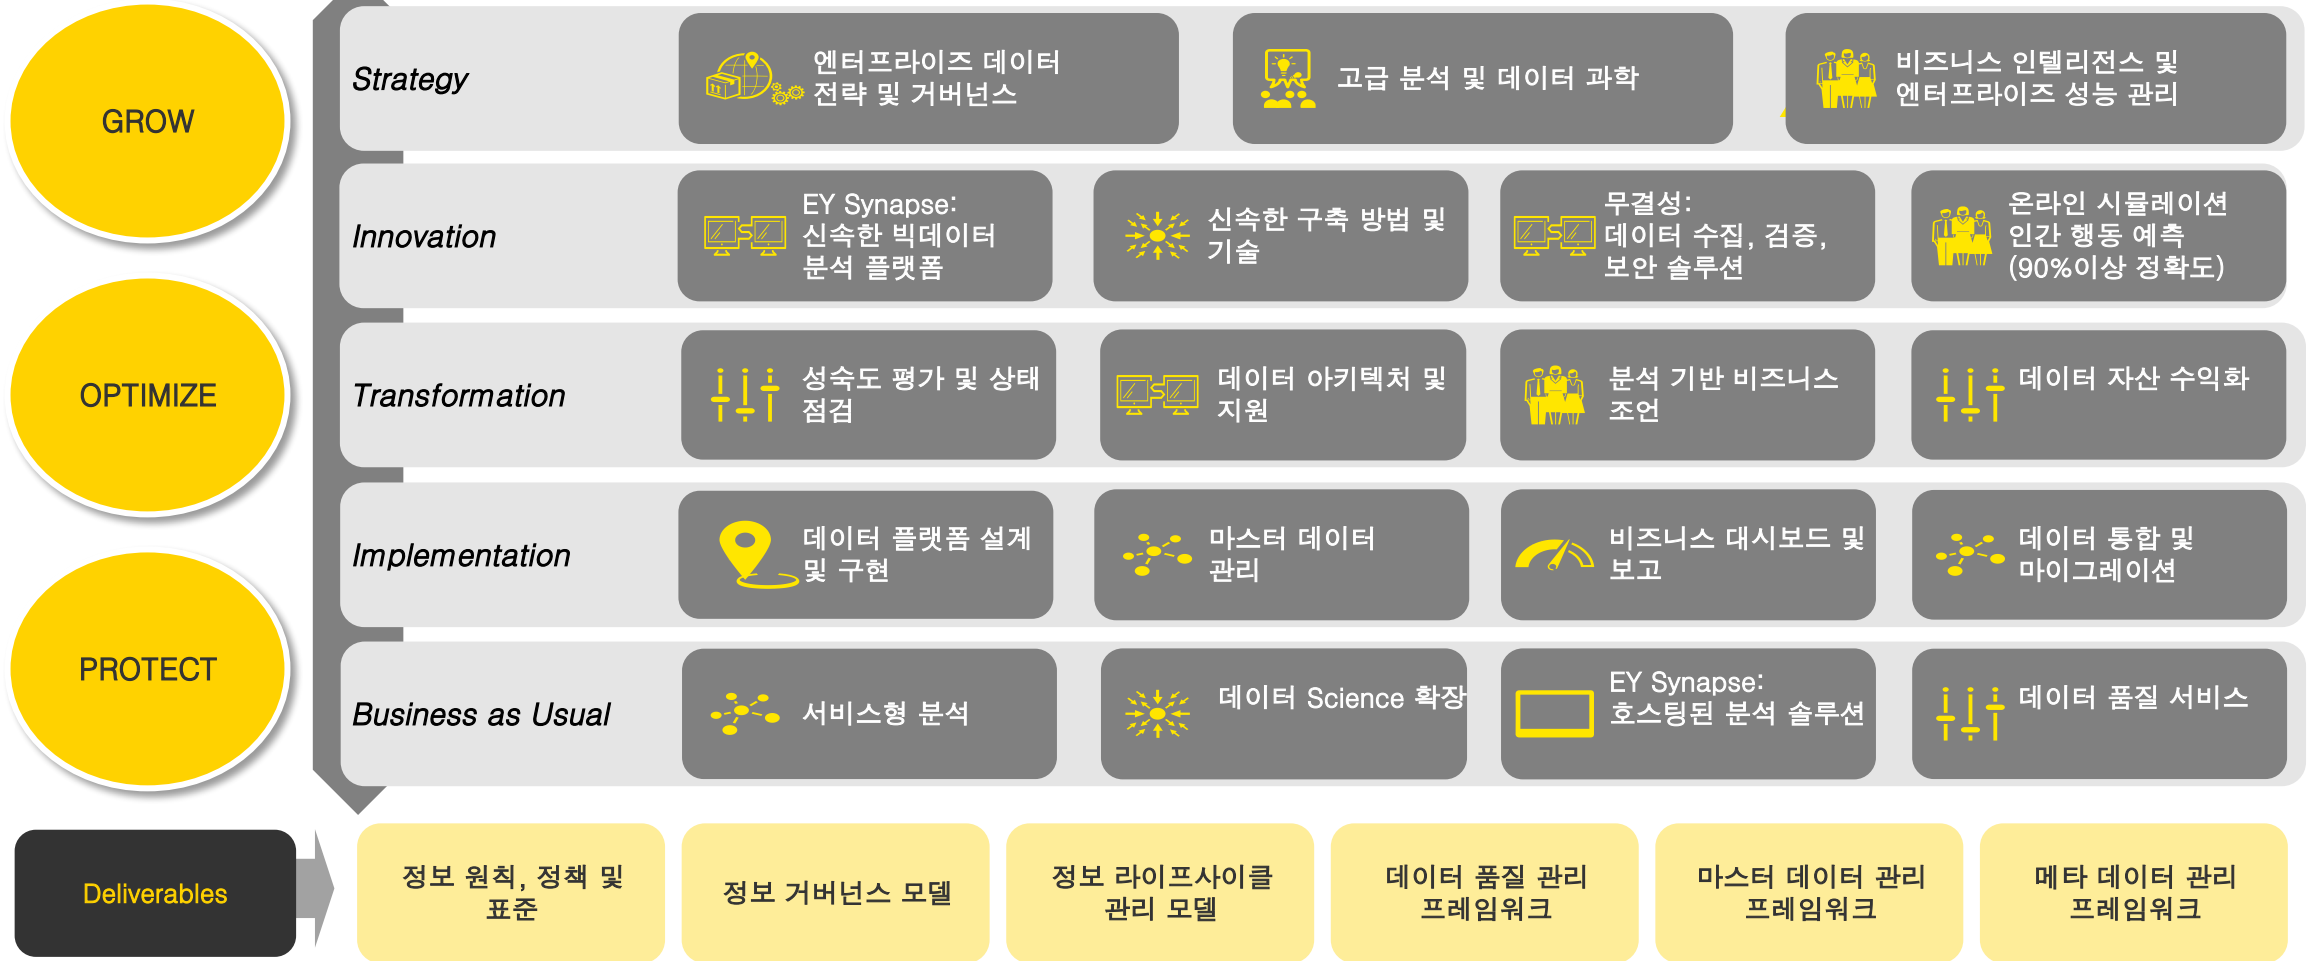 GROW
OPTIMIZE
PROTECT
Strategy
엔터프라이즈 데이터
전략 및 거버넌스
고급 분석 및 데이터 과학
비즈니스 인텔리전스 및
엔터프라이즈 성능 관리
Innovation
EY Synapse:
신속한 빅데이터
분석 플랫폼
신속한 구축 방법 및
기술
무결성:
데이터 수집, 검증,
보안 솔루션
온라인 시뮬레이션
인간 행동 예측
(90%이상 정확도)
Transformation
성숙도 평가 및 상태
점검
데이터 아키텍처 및
지원
분석 기반 비즈니스
조언
데이터 자산 수익화
Implementation
데이터 플랫폼 설계
및 구현
마스터 데이터
관리
비즈니스 대시보드 및
보고
데이터 통합 및
마이그레이션
Business as Usual
서비스형 분석
데이터 Science 확장
EY Synapse:
호스팅된 분석 솔루션
데이터 품질 서비스
Deliverables
정보 원칙, 정책 및
표준
정보 거버넌스 모델
정보 라이프사이클
관리 모델
데이터 품질 관리
프레임워크
마스터 데이터 관리
프레임워크
메타 데이터 관리
프레임워크